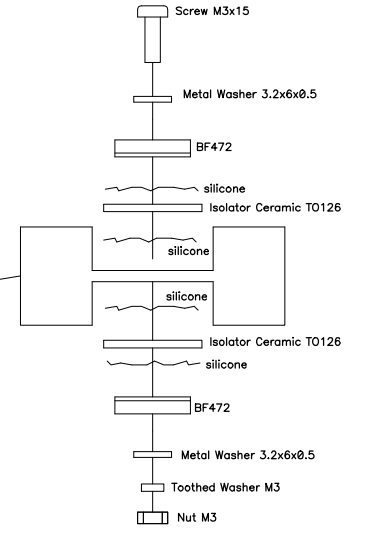 Screw M3x15
Metal Washer 3.2x6x0.5
BF472
silicone
Isolator Ceramic TO126
silicone
silicone
Isolator Ceramic TO126
silicone
BF472
Metal Washer 3.2x6x0.5
Toothed Washer M3
Nut M3